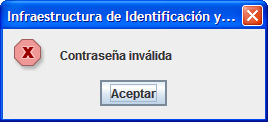 Infraestructura de Identificación y...
Contraseña inválida
Aceptar